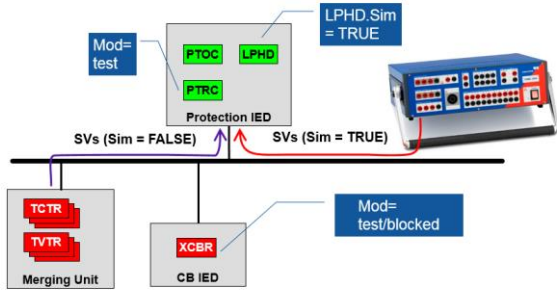 LPHD.Sim
= TRUE
Mod=
test
PTOC
LPHD
PTRC
Protection IED
SVs (Sim = FALSE)
SVs (Sim = TRUE)
TCTR
TVTR
Merging Unit
XCBR
CB IED
Mod=
test/blocked